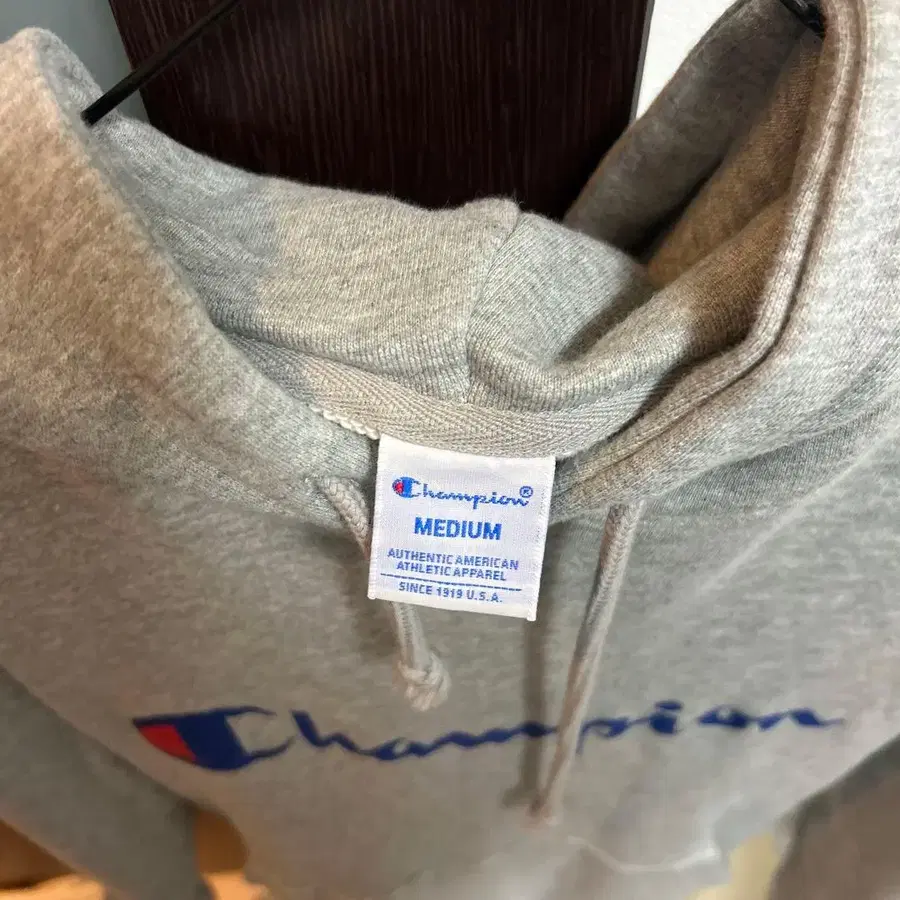 Champion®
MEDIUM
AUTHENTIC AMERICAN
ATHLETIC APPAREL
SINCE 1919 U.S.A.
Champion